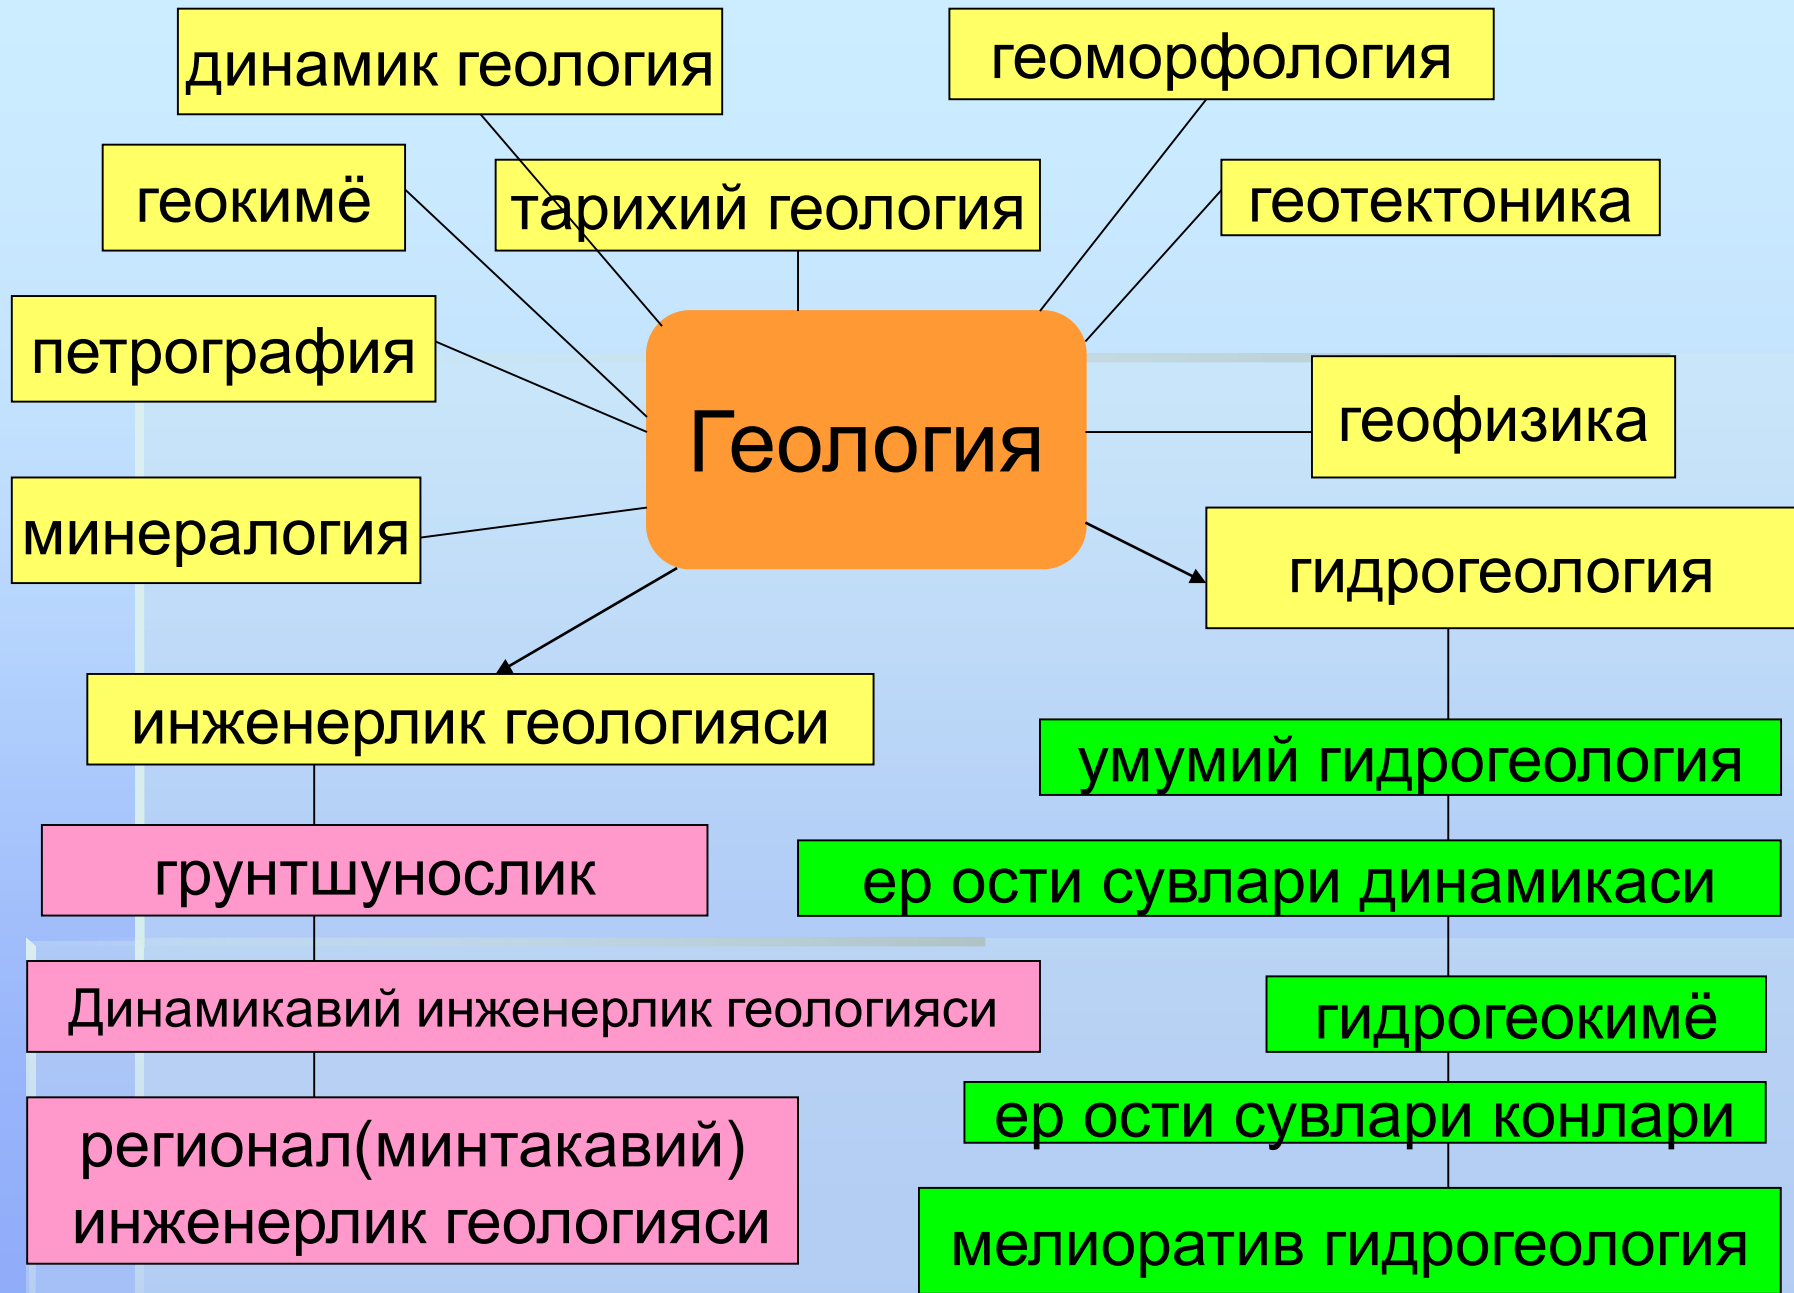 динамик геология
геоморфология
геокимё
тарихий геология
геотектоника
петрография
Геология
геофизика
минералогия
гидрогеология
инженерлик геологияси
умумий гидрогеология
грунтшунослик
ер ости сувлари динамикаси
Динамикавий инженерлик геологияси
гидрогеокимё
ер ости сувлари конлари
регионал(минтакавий)
инженерлик геологияси
мелиоратив гидрогеология